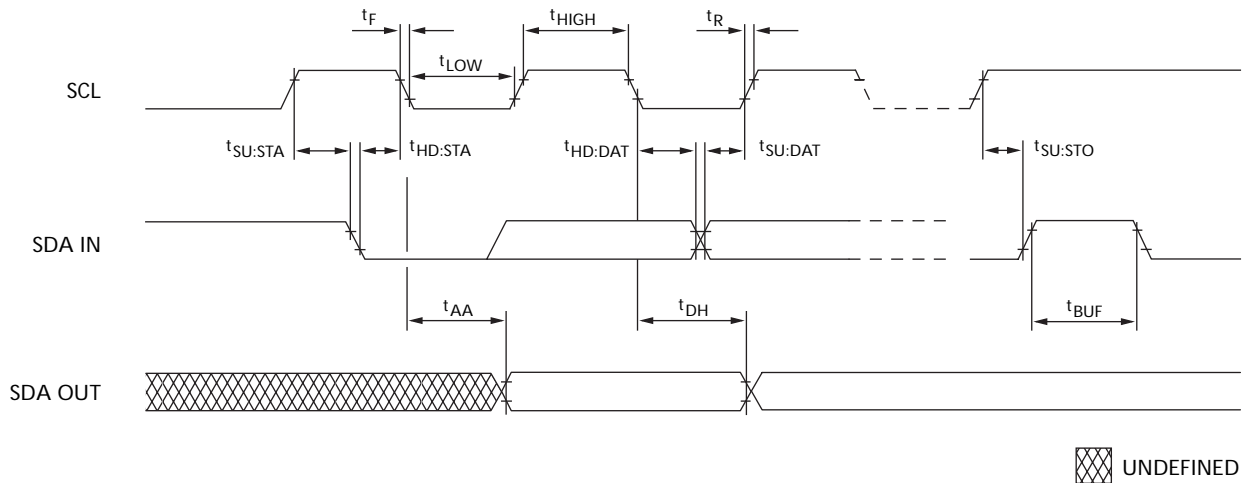 tF
tHIGH
tR
tLOW
SCL
tSU:STA
tHD:STA
tHD:DAT
tSU:DAT
tSU:STO
SDA IN
tAA
tDH
tBUF
SDA OUT
UNDEFINED